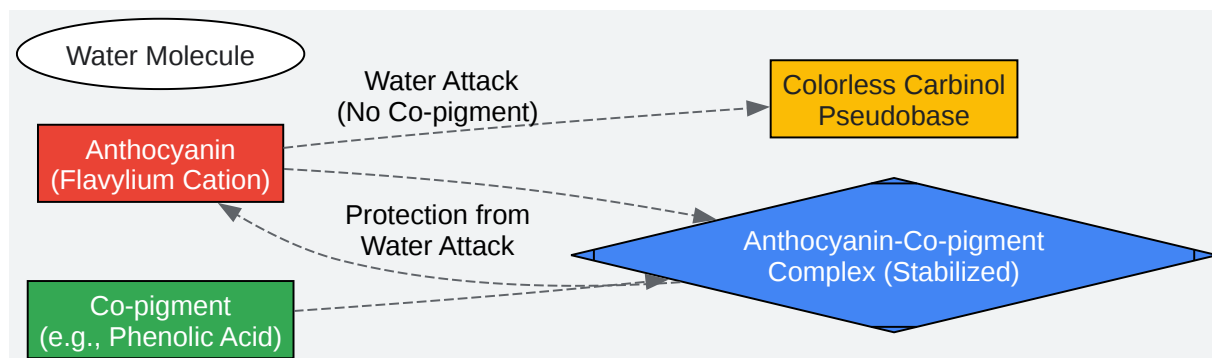 Water Molecule
Water Attack
(No Co-pigment)
Colorless Carbinol
Pseudobase
Anthocyanin
(Flavylium Cation)
Protection from
Water Attack
Anthocyanin-Co-pigment
Complex (Stabilized)
Co-pigment
(e.g., Phenolic Acid)